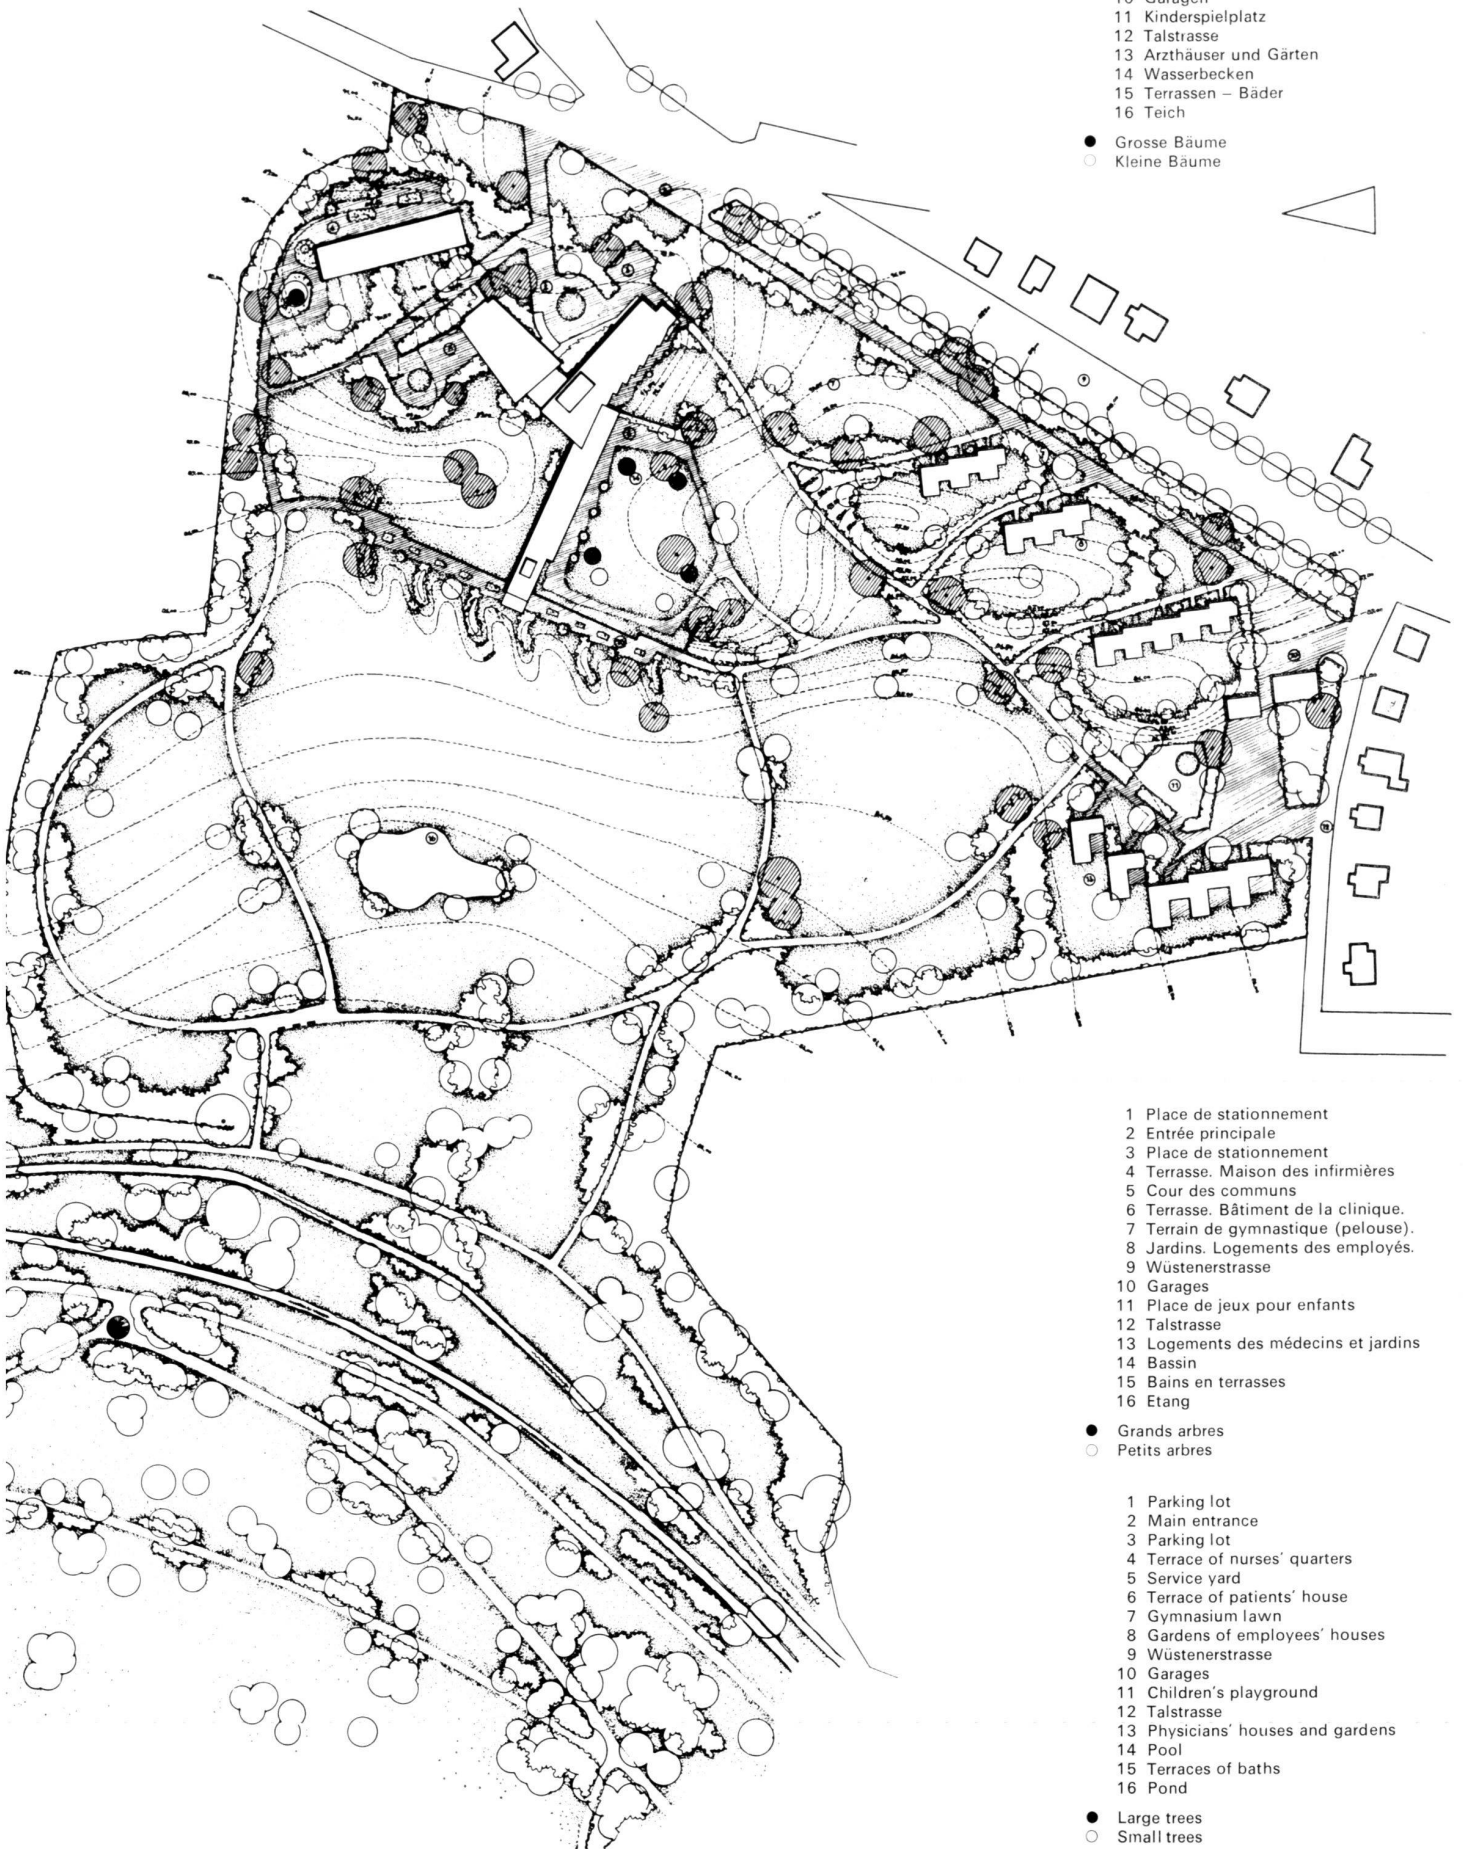 10 Garagen
11 Kinderspielplatz
12 Talstrasse
13 Arzthäuser und Gärten
14 Wasserbecken
15 Terrassen – Bäder
16 Teich
Grosse Bäume
Kleine Bäume
1 Place de stationnement
2 Entrée principale
3 Place de stationnement
4 Terrasse. Maison des infirmières
5 Cour des communs
6 Terrasse. Bâtiment de la clinique.
7 Terrain de gymnastique (pelouse).
8 Jardins. Logements des employés.
9 Wüstenerstrasse
10 Garages
11 Place de jeux pour enfants
12 Talstrasse
13 Logements des médecins et jardins
14 Bassin
15 Bains en terrasses
16 Etang
Grands arbres
Petits arbres
1 Parking lot
2 Main entrance
3 Parking lot
4 Terrace of nurses' quarters
5 Service yard
6 Terrace of patients' house
7 Gymnasium lawn
8 Gardens of employees' houses
9 Wüstenerstrasse
10 Garages
11 Children's playground
12 Talstrasse
13 Physicians' houses and gardens
14 Pool
15 Terraces of baths
16 Pond
Large trees
Small trees